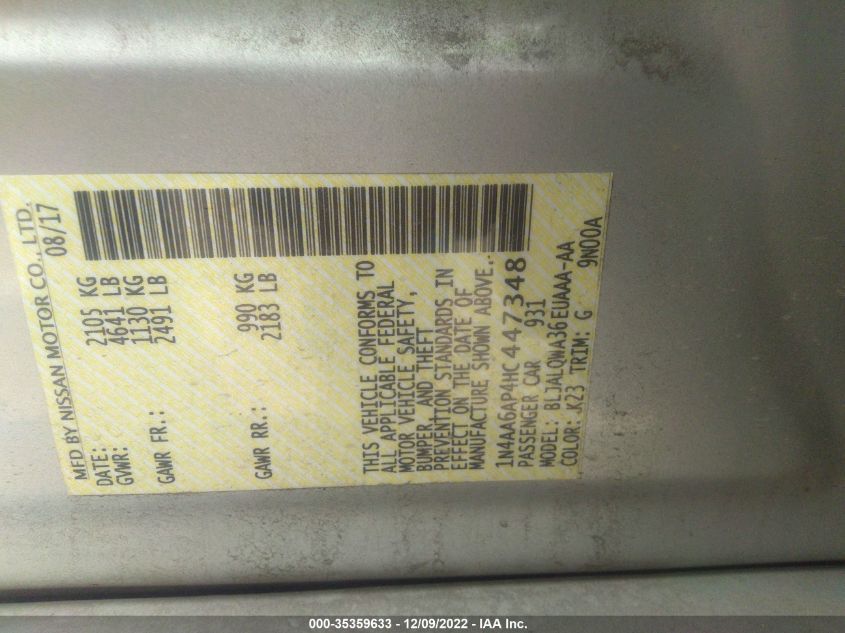 MFD BY NISSAN MOTOR CO., LTD.
DATE: 08/17
GVWR: 2105 KG
4641 LB
GAWR FR.: 1130 KG
2491 LB
GAWR RR.: 990 KG
2183 LB
THIS VEHICLE CONFORMS TO
ALL APPLICABLE FEDERAL
MOTOR VEHICLE SAFETY,
BUMPER, AND THEFT
PREVENTION STANDARDS IN
EFFECT ON THE DATE OF
MANUFACTURE SHOWN ABOVE.
1N4AA6AP4HC447348
PASSENGER CAR 931
MODEL: BLJALQWA36EUAAA-AA
COLOR: K23 TRIM: G 9N00A
000-35359633 - 12/09/2022 - IAA Inc.